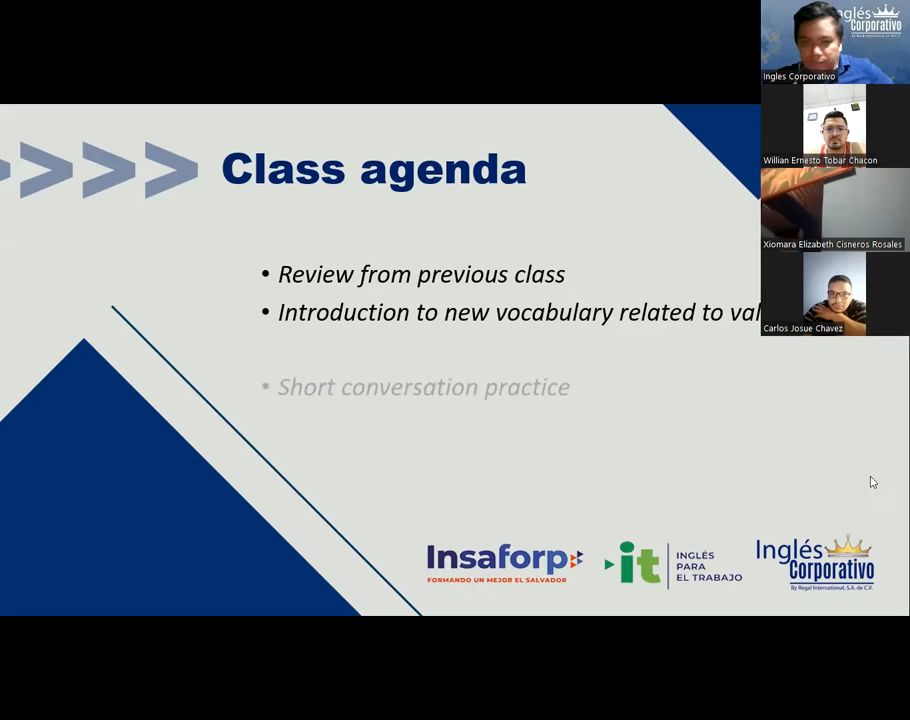 Class agenda
• Review from previous class
• Introduction to new vocabulary related to
• Short conversation practice
Insaforp
FORMANDO UN MEJOR EL SALVADOR
it
INGLÉS
PARA
EL TRABAJO
Inglés
Corporativo
By Regal International, S.A. de C.V.
Inglés
Corporativo
Ingles Corporativo
Willian Ernesto Tobar Chacon
Xiomara Elizabeth Cisneros Rosales
Carlos Josue Chavez